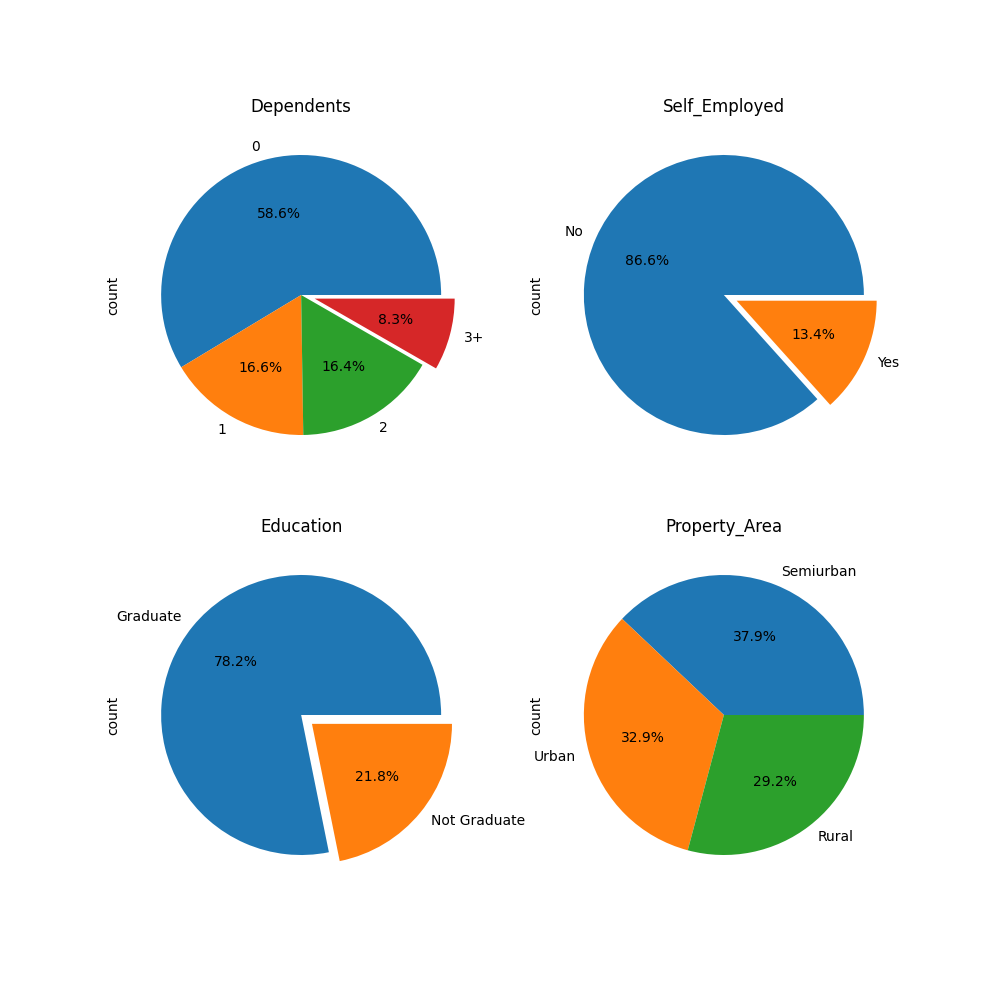 Dependents
0
58.6%
count
8.3%
3+
16.6%
16.4%
1
2
Self_Employed
No
86.6%
count
13.4%
Yes
Education
Graduate
78.2%
count
21.8%
Not Graduate
Property_Area
Semiurban
37.9%
count
32.9%
Urban
29.2%
Rural